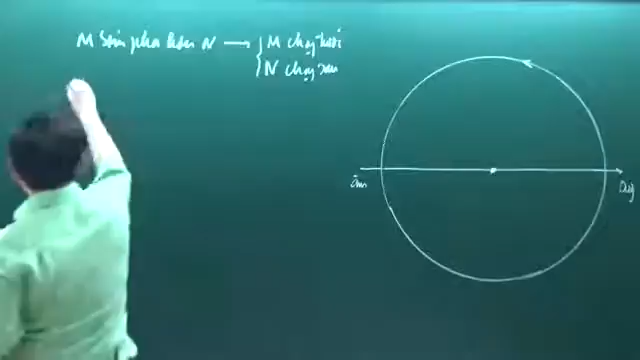 M Sớm pha hơn N → { M chạy trước
N chạy sau
Âm
Dương